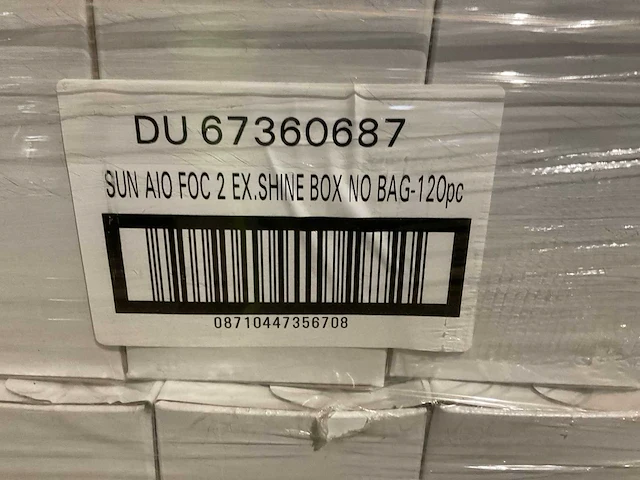 DU 67360687
SUN AIO FOC 2 EX.SHINE BOX NO BAG-120pc
08710447356708